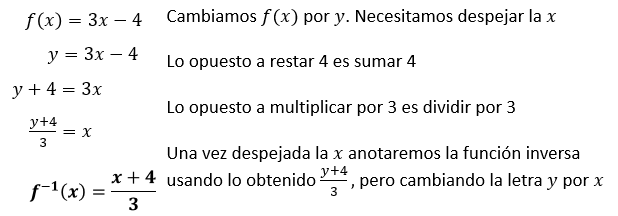 f(x) = 3x − 4 Cambiamos f(x) por y. Necesitamos despejar la x
y = 3x − 4
Lo opuesto a restar 4 es sumar 4
y + 4 = 3x
Lo opuesto a multiplicar por 3 es dividir por 3
(y+4)/3 = x
Una vez despejada la x anotaremos la función inversa
f⁻¹(x) = (x + 4)/3 usando lo obtenido (y+4)/3, pero cambiando la letra y por x